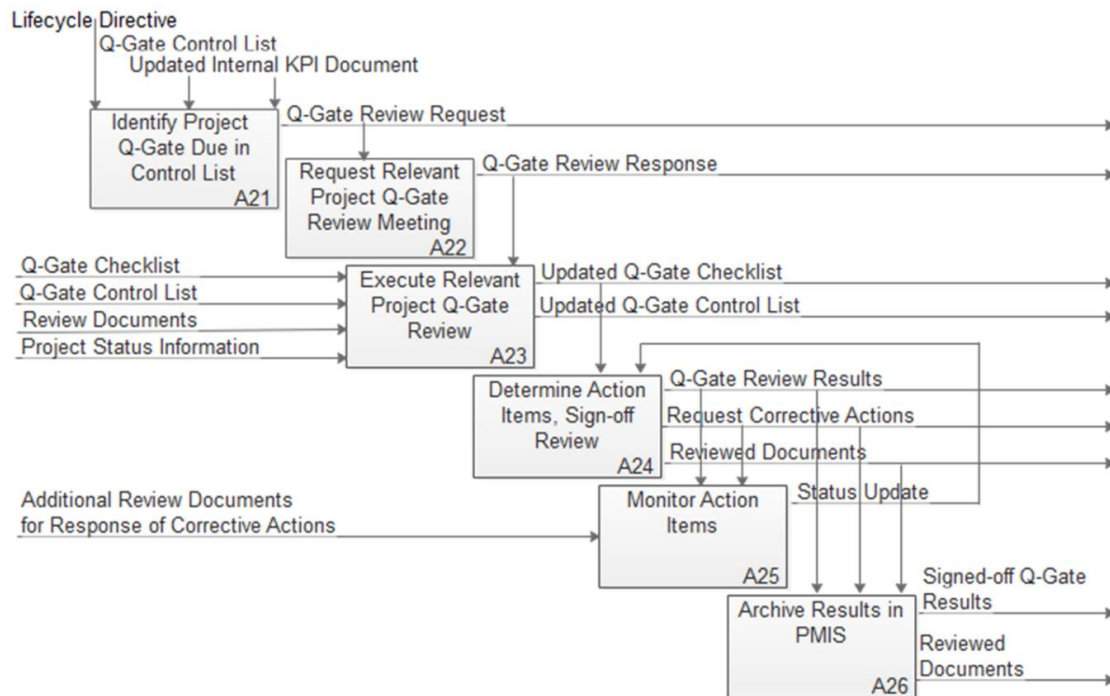 Lifecycle Directive
Q-Gate Control List
Updated Internal KPI Document
Identify Project
Q-Gate Due in
Control List
A21
Q-Gate Review Request
Request Relevant
Project Q-Gate
Review Meeting
A22
Q-Gate Review Response
Q-Gate Checklist
Q-Gate Control List
Review Documents
Project Status Information
Execute Relevant
Project Q-Gate
Review
A23
Updated Q-Gate Checklist
Updated Q-Gate Control List
Determine Action
Items, Sign-off
Review
A24
Q-Gate Review Results
Request Corrective Actions
Reviewed Documents
Additional Review Documents
for Response of Corrective Actions
Monitor Action
Items
A25
Status Update
Archive Results in
PMIS
A26
Signed-off Q-Gate
Results
Reviewed
Documents